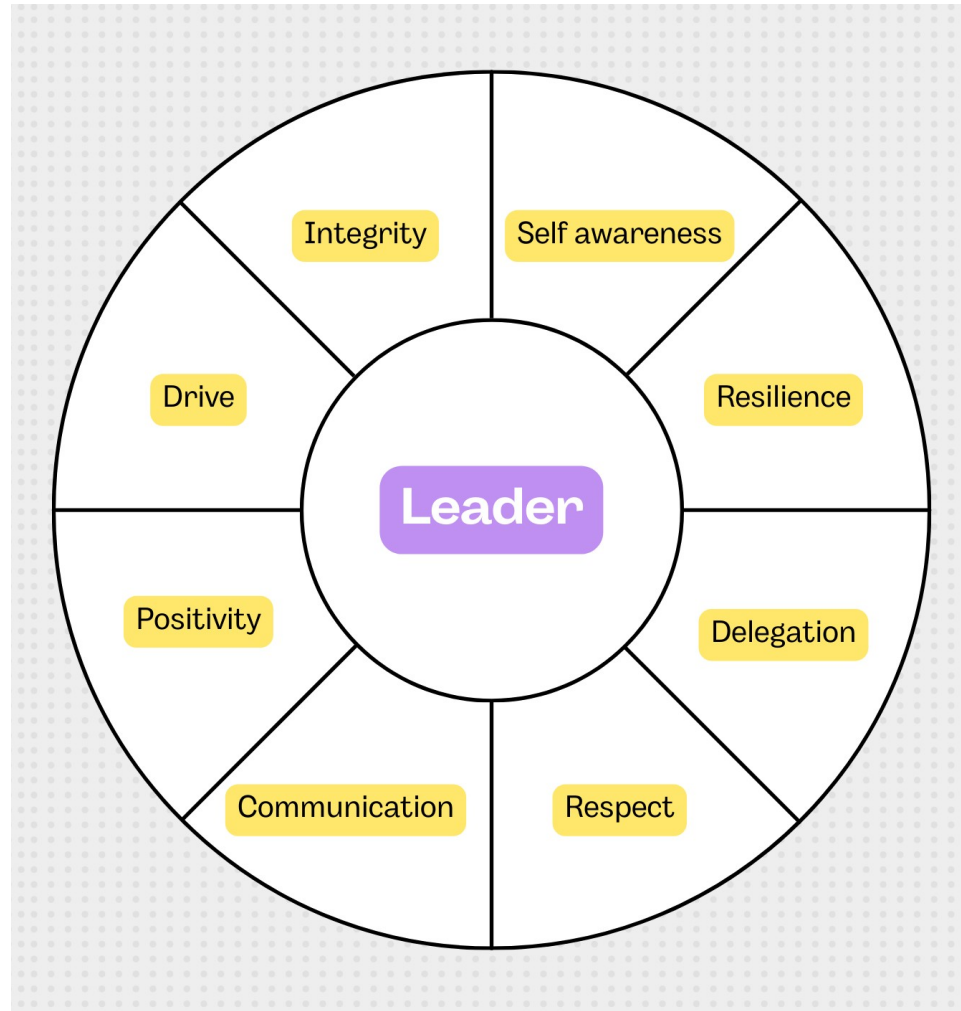 Integrity
Self awareness
Drive
Resilience
Leader
Positivity
Delegation
Communication
Respect